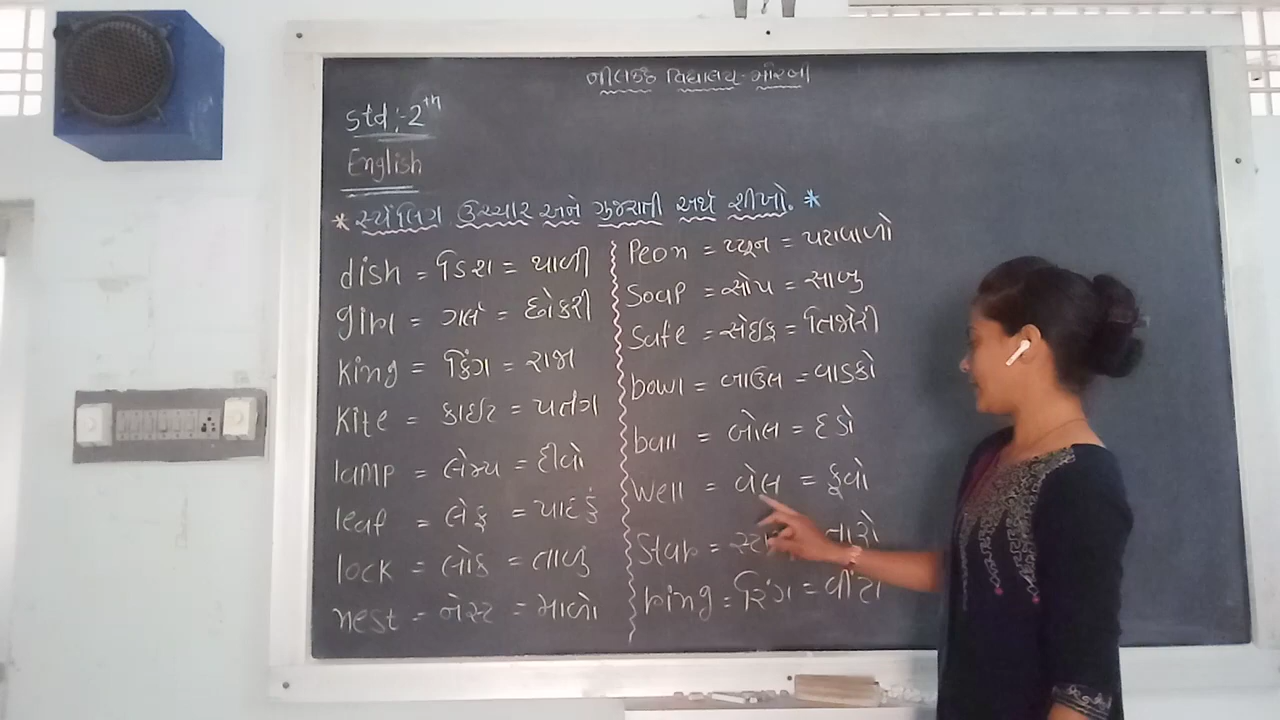 નીલકંઠ વિદ્યાલય - મોરબી
Std :- 2th
English
* સ્પેલિંગ ઉચ્ચાર અને ગુજરાતી અર્થ શીખો. *
dish = ડિશ = થાળી
girl = ગર્લ = છોકરી
king = કિંગ = રાજા
kite = કાઈટ = પતંગ
lamp = લેમ્પ = દીવો
leaf = લેફ = પાદડું
lock = લોક = તાળુ
nest = નેસ્ટ = માળો
Peon = પ્યૂન = પટાવાળો
Soap = સોપ = સાબુ
Safe = સેઈફ = તિજોરી
bowl = બાઉલ = વાડકો
ball = બોલ = દડો
Well = વેલ = કૂવો
Star = તારો
ring = રિંગ = વીંટી